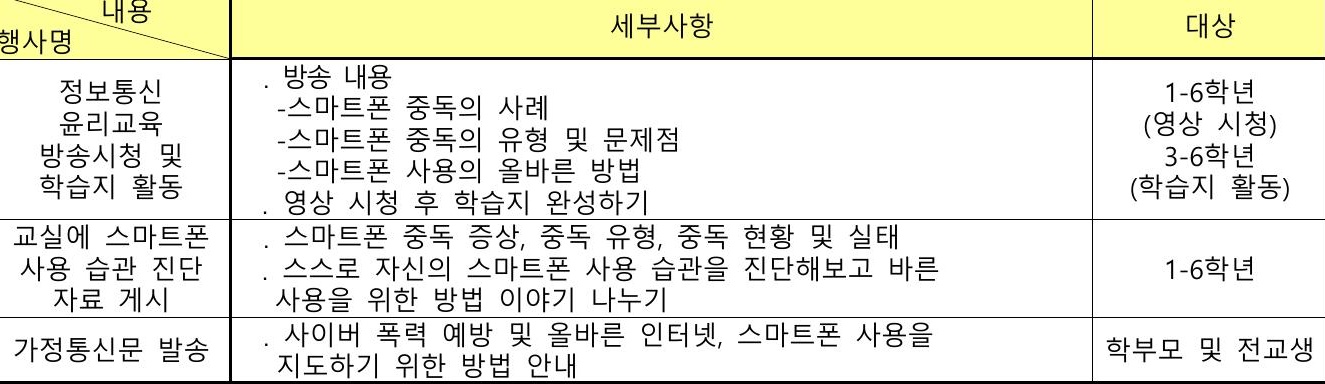 내용
행사명
세부사항
대상
정보통신
윤리교육
방송시청 및
학습지 활동
. 방송 내용
-스마트폰 중독의 사례
-스마트폰 중독의 유형 및 문제점
-스마트폰 사용의 올바른 방법
. 영상 시청 후 학습지 완성하기
1-6학년
(영상 시청)
3-6학년
(학습지 활동)
교실에 스마트폰
사용 습관 진단
자료 게시
. 스마트폰 중독 증상, 중독 유형, 중독 현황 및 실태
. 스스로 자신의 스마트폰 사용 습관을 진단해보고 바른
사용을 위한 방법 이야기 나누기
1-6학년
가정통신문 발송
. 사이버 폭력 예방 및 올바른 인터넷, 스마트폰 사용을
지도하기 위한 방법 안내
학부모 및 전교생